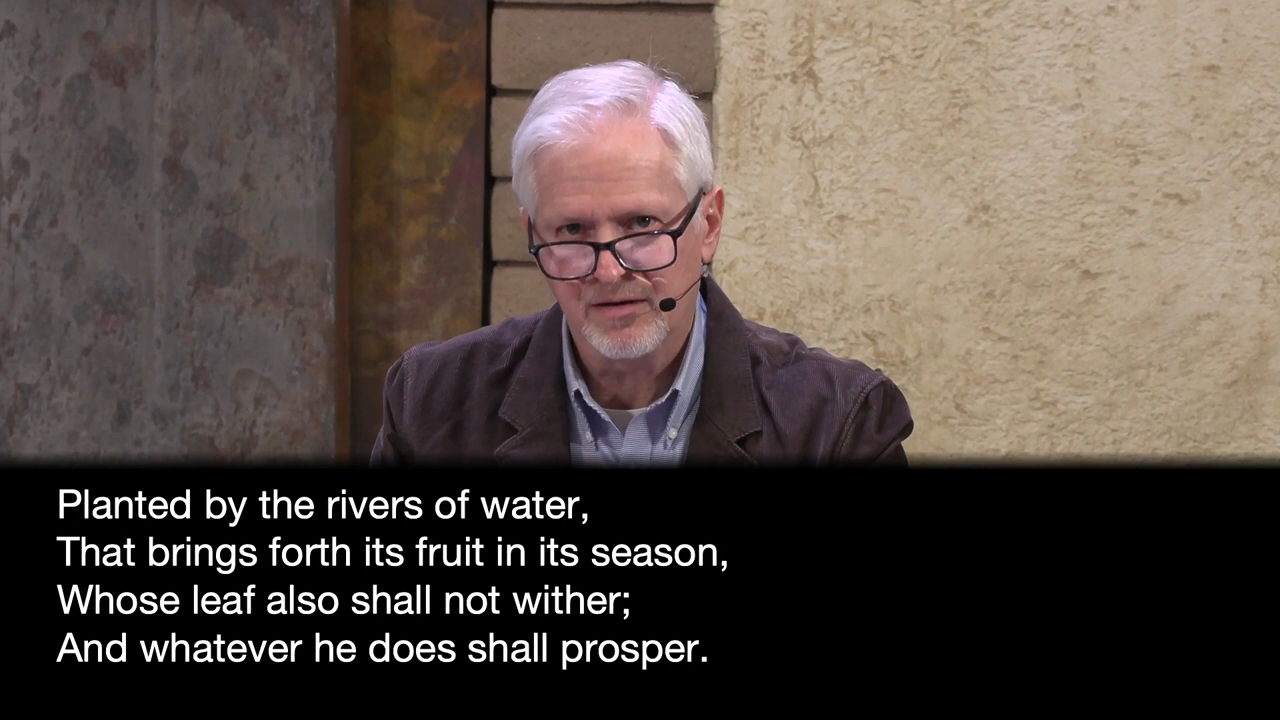 Planted by the rivers of water,
That brings forth its fruit in its season,
Whose leaf also shall not wither;
And whatever he does shall prosper.